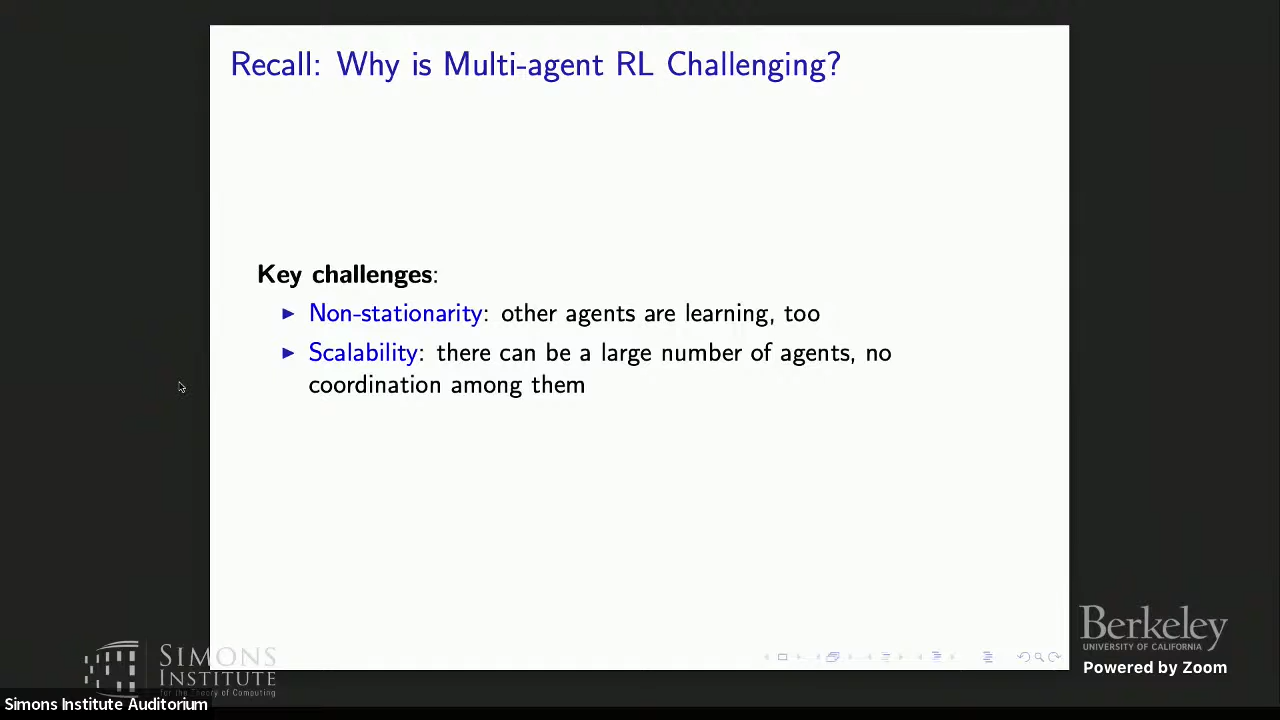 Recall: Why is Multi-agent RL Challenging?
Key challenges:
Non-stationarity: other agents are learning, too
Scalability: there can be a large number of agents, no
coordination among them
SIMONS
INSTITUTE
for the Theory of Computing
Berkeley
UNIVERSITY OF CALIFORNIA
Powered by Zoom
Simons Institute Auditorium